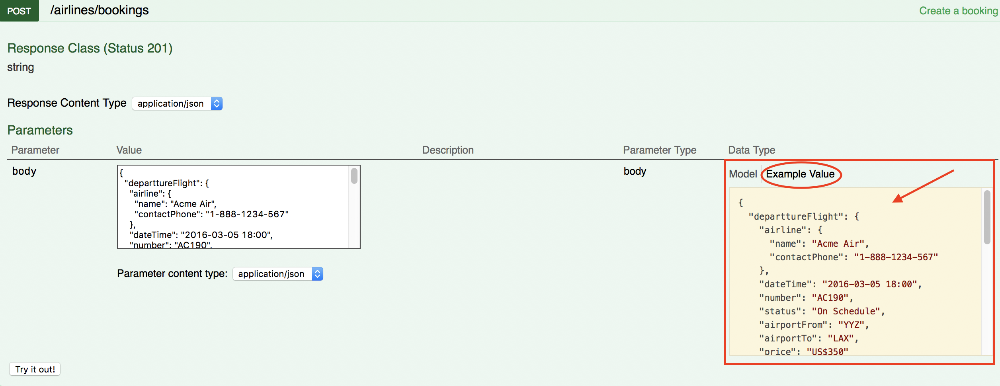 POST /airlines/bookings Create a booking
Response Class (Status 201)
string
Response Content Type application/json
Parameters
Parameter Value Description Parameter Type Data Type
body
{
"departtureFlight": {
"airline": {
"name": "Acme Air",
"contactPhone": "1-888-1234-567"
},
"dateTime": "2016-03-05 18:00",
"number": "AC190",
Parameter content type: application/json
body
Model Example Value
{
"departtureFlight": {
"airline": {
"name": "Acme Air",
"contactPhone": "1-888-1234-567"
},
"dateTime": "2016-03-05 18:00",
"number": "AC190",
"status": "On Schedule",
"airportFrom": "YYZ",
"airportTo": "LAX",
"price": "US$350"
Try it out!